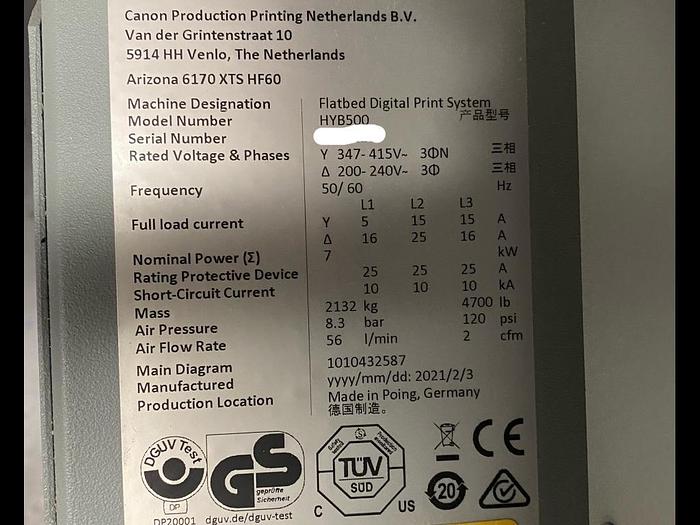 Canon Production Printing Netherlands B.V.
Van der Grintenstraat 10
5914 HH Venlo, The Netherlands
Arizona 6170 XTS HF60
Machine Designation Flatbed Digital Print System
Model Number HYB500 产品型号
Serial Number
Rated Voltage & Phases Y 347-415V~ 3ΦN 三相
Δ 200-240V~ 3Φ 三相
Frequency 50/60 Hz
L1 L2 L3
Full load current Y 5 15 15 A
Δ 16 25 16 A
Nominal Power (Σ) 7 kW
Rating Protective Device 25 25 25 A
Short-Circuit Current 10 10 10 kA
Mass 2132 kg 4700 lb
Air Pressure 8.3 bar 120 psi
Air Flow Rate 56 l/min 2 cfm
Main Diagram 1010432587
Manufactured yyyy/mm/dd: 2021/2/3
Production Location Made in Poing, Germany
德国制造。
DGUV Test
DP
DP20001
GS
geprüfte
Sicherheit
dguv.de/dguv-test
TÜV
SÜD
C US
CE
20